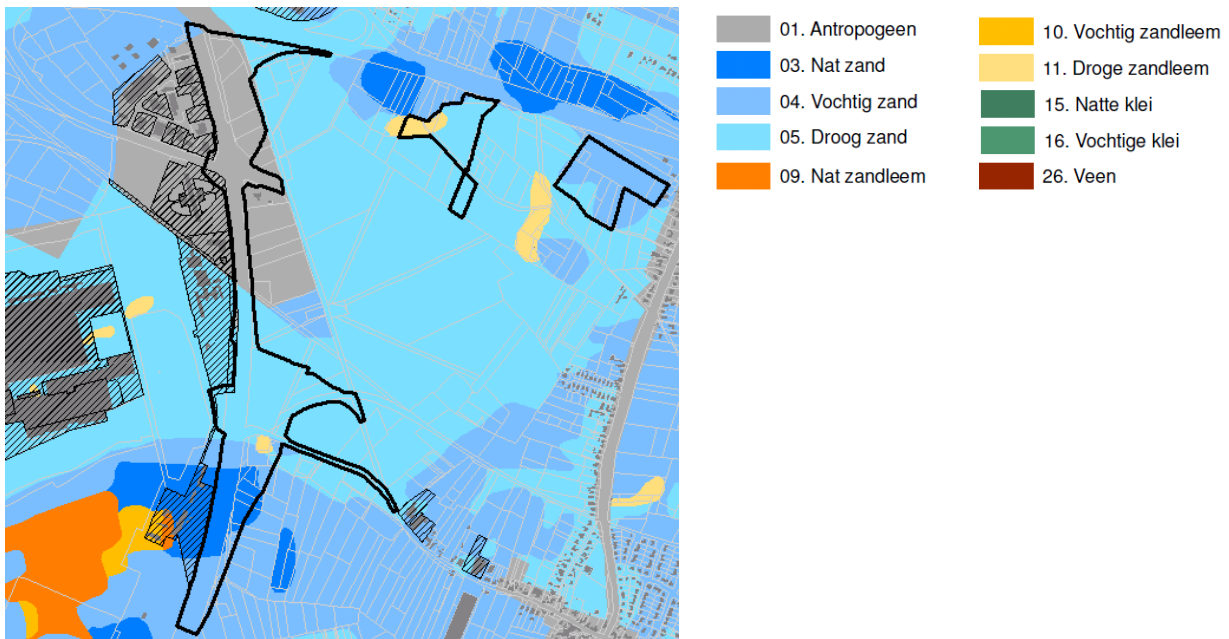 01. Antropogeen
03. Nat zand
04. Vochtig zand
05. Droog zand
09. Nat zandleem
10. Vochtig zandleem
11. Droge zandleem
15. Natte klei
16. Vochtige klei
26. Veen